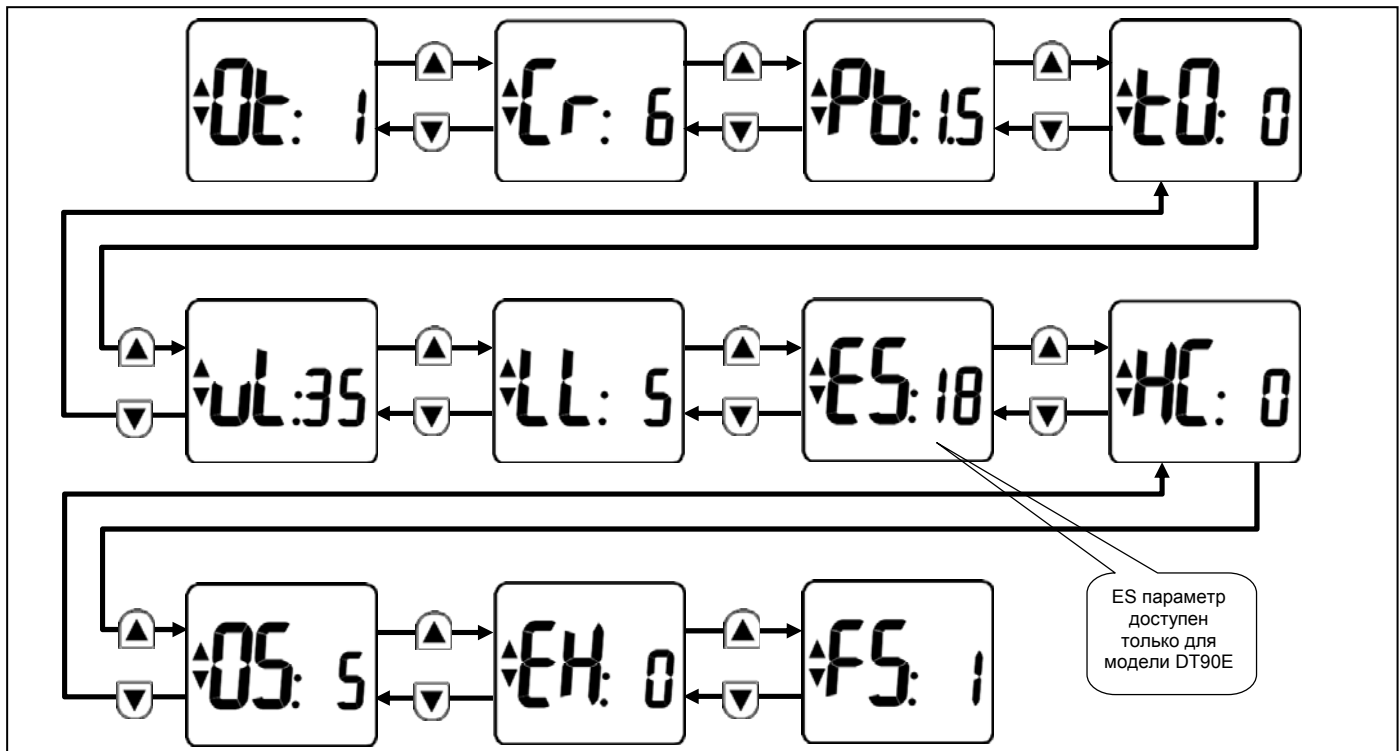 Ot: 1
Cr: 6
Pb:1.5
tO: 0
uL:35
LL: 5
ES:18
HC: 0
OS: 5
EH: 0
FS: 1
ES параметр
доступен
только для
модели DT90E